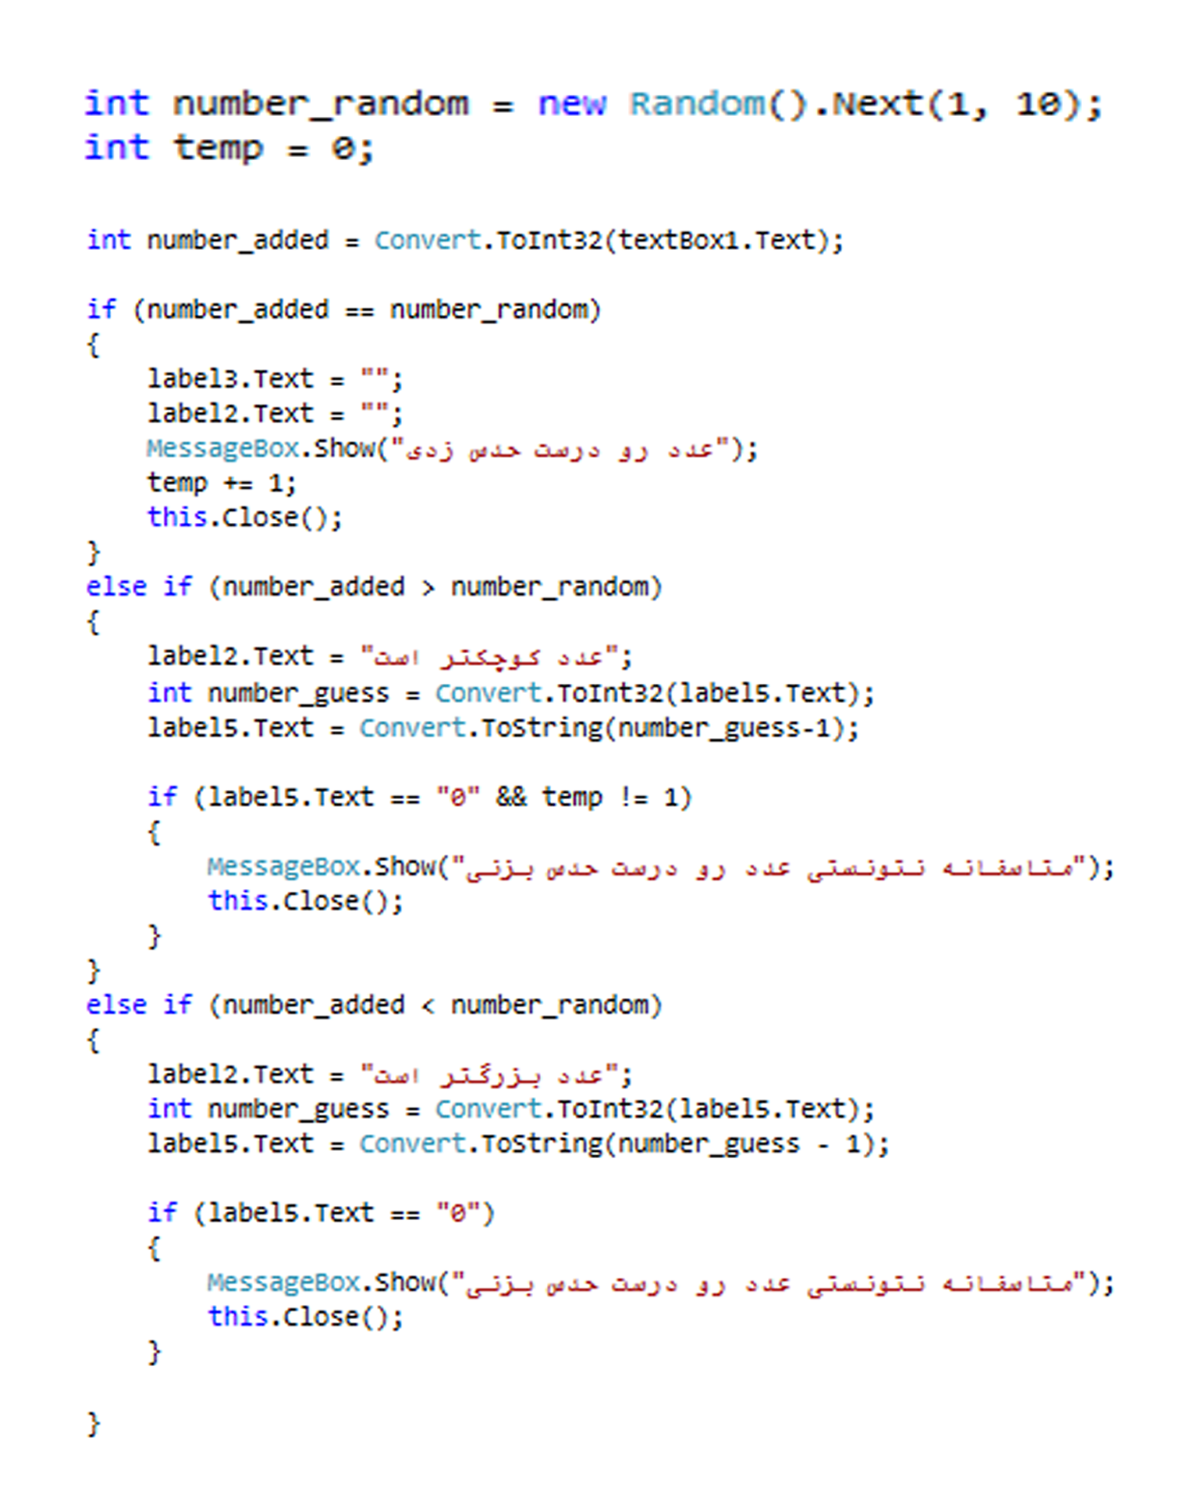 int number_random = new Random().Next(1, 10);
int temp = 0;
int number_added = Convert.ToInt32(textBox1.Text);
if (number_added == number_random)
{
label3.Text = "";
label2.Text = "";
MessageBox.Show("عدد رو درست حدس زدی");
temp += 1;
this.Close();
}
else if (number_added > number_random)
{
label2.Text = "عدد کوچکتر است";
int number_guess = Convert.ToInt32(label5.Text);
label5.Text = Convert.ToString(number_guess-1);
if (label5.Text == "0" && temp != 1)
{
MessageBox.Show("متاسفانه نتونستی عدد رو درست حدس بزنی");
this.Close();
}
}
else if (number_added < number_random)
{
label2.Text = "عدد بزرگتر است";
int number_guess = Convert.ToInt32(label5.Text);
label5.Text = Convert.ToString(number_guess - 1);
if (label5.Text == "0")
{
MessageBox.Show("متاسفانه نتونستی عدد رو درست حدس بزنی");
this.Close();
}
}